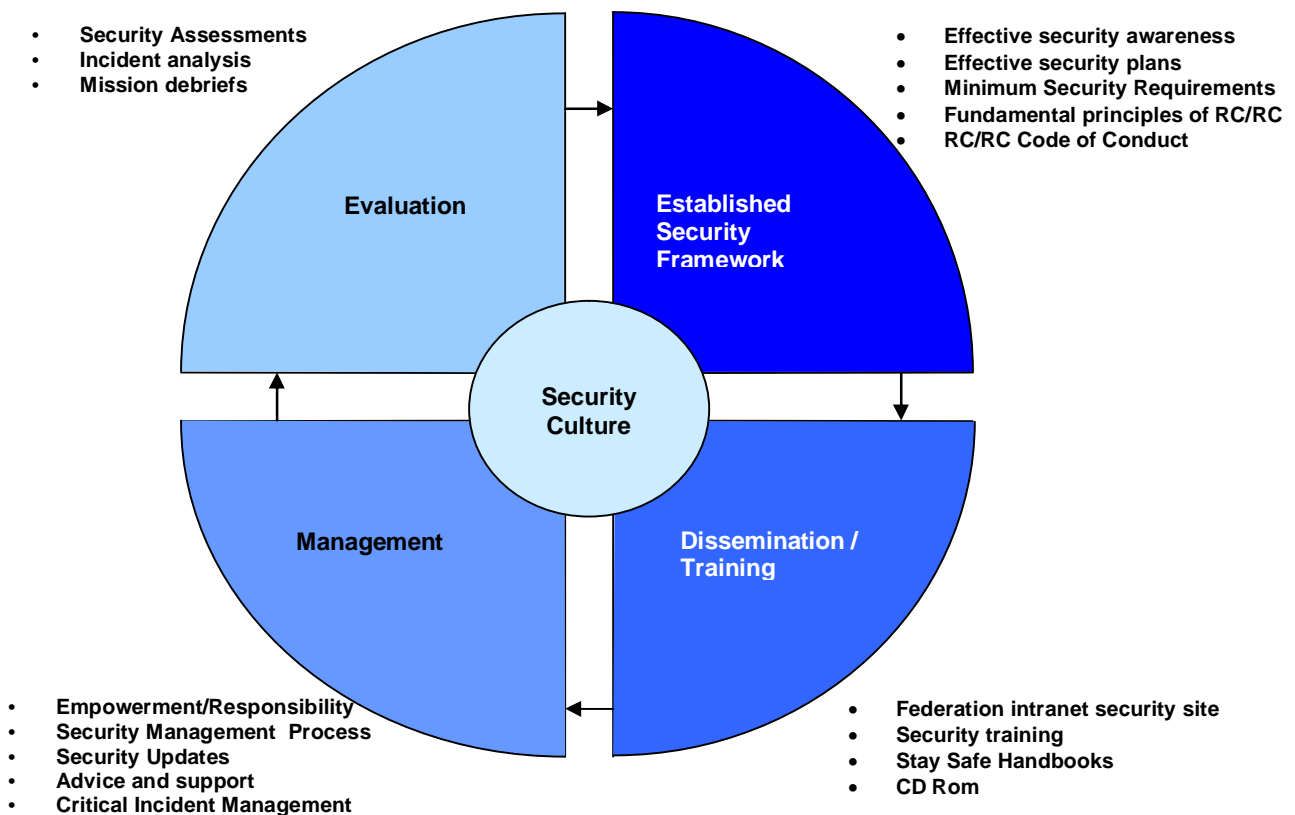 • Security Assessments
• Incident analysis
• Mission debriefs
• Effective security awareness
• Effective security plans
• Minimum Security Requirements
• Fundamental principles of RC/RC
• RC/RC Code of Conduct
Evaluation
Established
Security
Framework
Security
Culture
Management
Dissemination /
Training
• Empowerment/Responsibility
• Security Management Process
• Security Updates
• Advice and support
• Critical Incident Management
• Federation intranet security site
• Security training
• Stay Safe Handbooks
• CD Rom